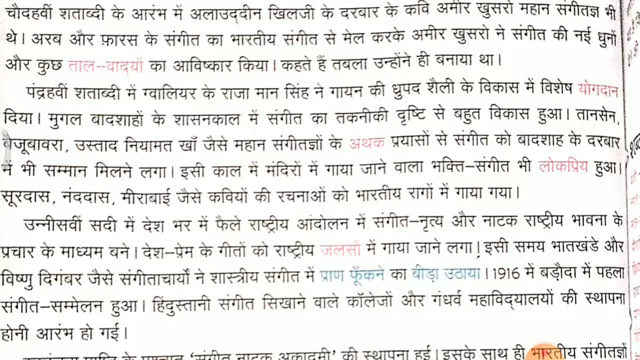 चौदहवीं शताब्दी के आरंभ में अलाउद्दीन खिलजी के दरबार के कवि अमीर खुसरो महान संगीतज्ञ भी
थे। अरब और फ़ारस के संगीत का भारतीय संगीत से मेल करके अमीर खुसरो ने संगीत की नई धुनों
और कुछ ताल-वाद्यों का आविष्कार किया। कहते हैं तबला उन्होंने ही बनाया था।
पंद्रहवीं शताब्दी में ग्वालियर के राजा मान सिंह ने गायन की ध्रुपद शैली के विकास में विशेष योगदान
दिया। मुगल बादशाहों के शासनकाल में संगीत का तकनीकी दृष्टि से बहुत विकास हुआ। तानसेन,
बैजूबावरा, उस्ताद नियामत खाँ जैसे महान संगीतज्ञों के अथक प्रयासों से संगीत को बादशाह के दरबार
में भी सम्मान मिलने लगा। इसी काल में मंदिरों में गाया जाने वाला भक्ति-संगीत भी लोकप्रिय हुआ।
सूरदास, नंददास, मीराबाई जैसे कवियों की रचनाओं को भारतीय रागों में गाया गया।
उन्नीसवीं सदी में देश भर में फैले राष्ट्रीय आंदोलन में संगीत-नृत्य और नाटक राष्ट्रीय भावना के
प्रचार के माध्यम बने। देश-प्रेम के गीतों को राष्ट्रीय जलसों में गाया जाने लगा। इसी समय भातखंडे और
विष्णु दिगंबर जैसे संगीताचार्यों ने शास्त्रीय संगीत में प्राण फूँकने का बीड़ा उठाया। 1916 में बड़ौदा में पहला
संगीत-सम्मेलन हुआ। हिंदुस्तानी संगीत सिखाने वाले कॉलेजों और गंधर्व महाविद्यालयों की स्थापना
होनी आरंभ हो गई।
के पश्चात 'संगीत नाटक अकादमी' की स्थापना हुई। इसके साथ ही भारतीय संगीतज्ञों